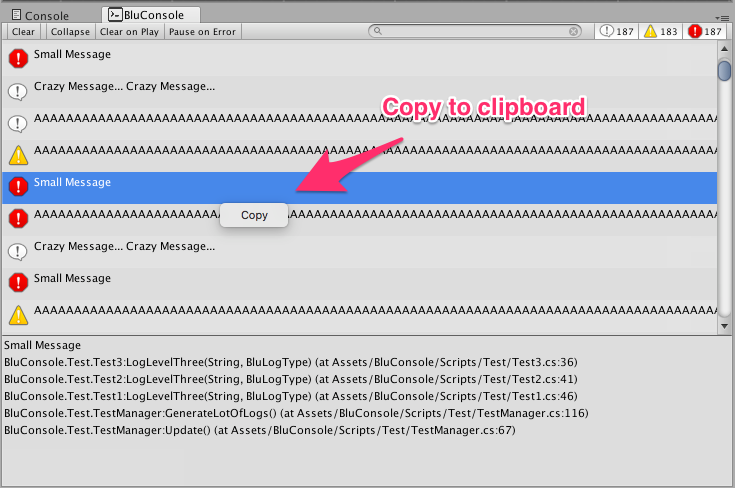 Console
BluConsole
Clear Collapse Clear on Play Pause on Error 187 183 187
Small Message
Crazy Message... Crazy Message...
Copy to clipboard
Small Message
Copy
Crazy Message... Crazy Message...
Small Message
Small Message
BluConsole.Test.Test3:LogLevelThree(String, BluLogType) (at Assets/BluConsole/Scripts/Test/Test3.cs:36)
BluConsole.Test.Test2:LogLevelThree(String, BluLogType) (at Assets/BluConsole/Scripts/Test/Test2.cs:41)
BluConsole.Test.Test1:LogLevelThree(String, BluLogType) (at Assets/BluConsole/Scripts/Test/Test1.cs:46)
BluConsole.Test.TestManager:GenerateLotOfLogs() (at Assets/BluConsole/Scripts/Test/TestManager.cs:116)
BluConsole.Test.TestManager:Update() (at Assets/BluConsole/Scripts/Test/TestManager.cs:67)